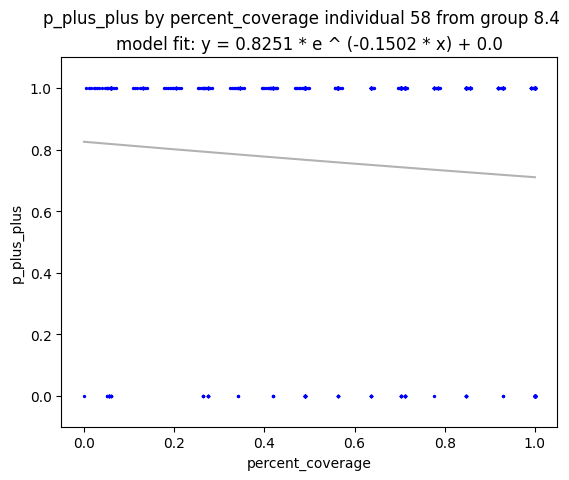 p_plus_plus by percent_coverage individual 58 from group 8.4
model fit: y = 0.8251 * e ^ (-0.1502 * x) + 0.0
1.0
0.8
0.6
0.4
0.2
0.0
p_plus_plus
0.0 0.2 0.4 0.6 0.8 1.0
percent_coverage